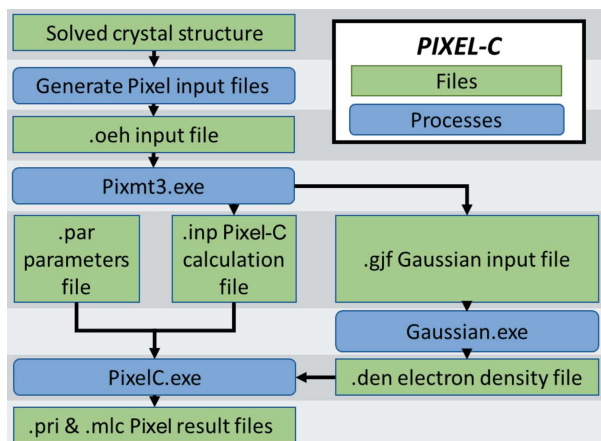 Solved crystal structure
PIXEL-C
Files
Processes
Generate Pixel input files
.oeh input file
Pixmt3.exe
.par
parameters
file
.inp Pixel-C
calculation
file
.gjf Gaussian input file
Gaussian.exe
PixelC.exe
.den electron density file
.pri & .mlc Pixel result files